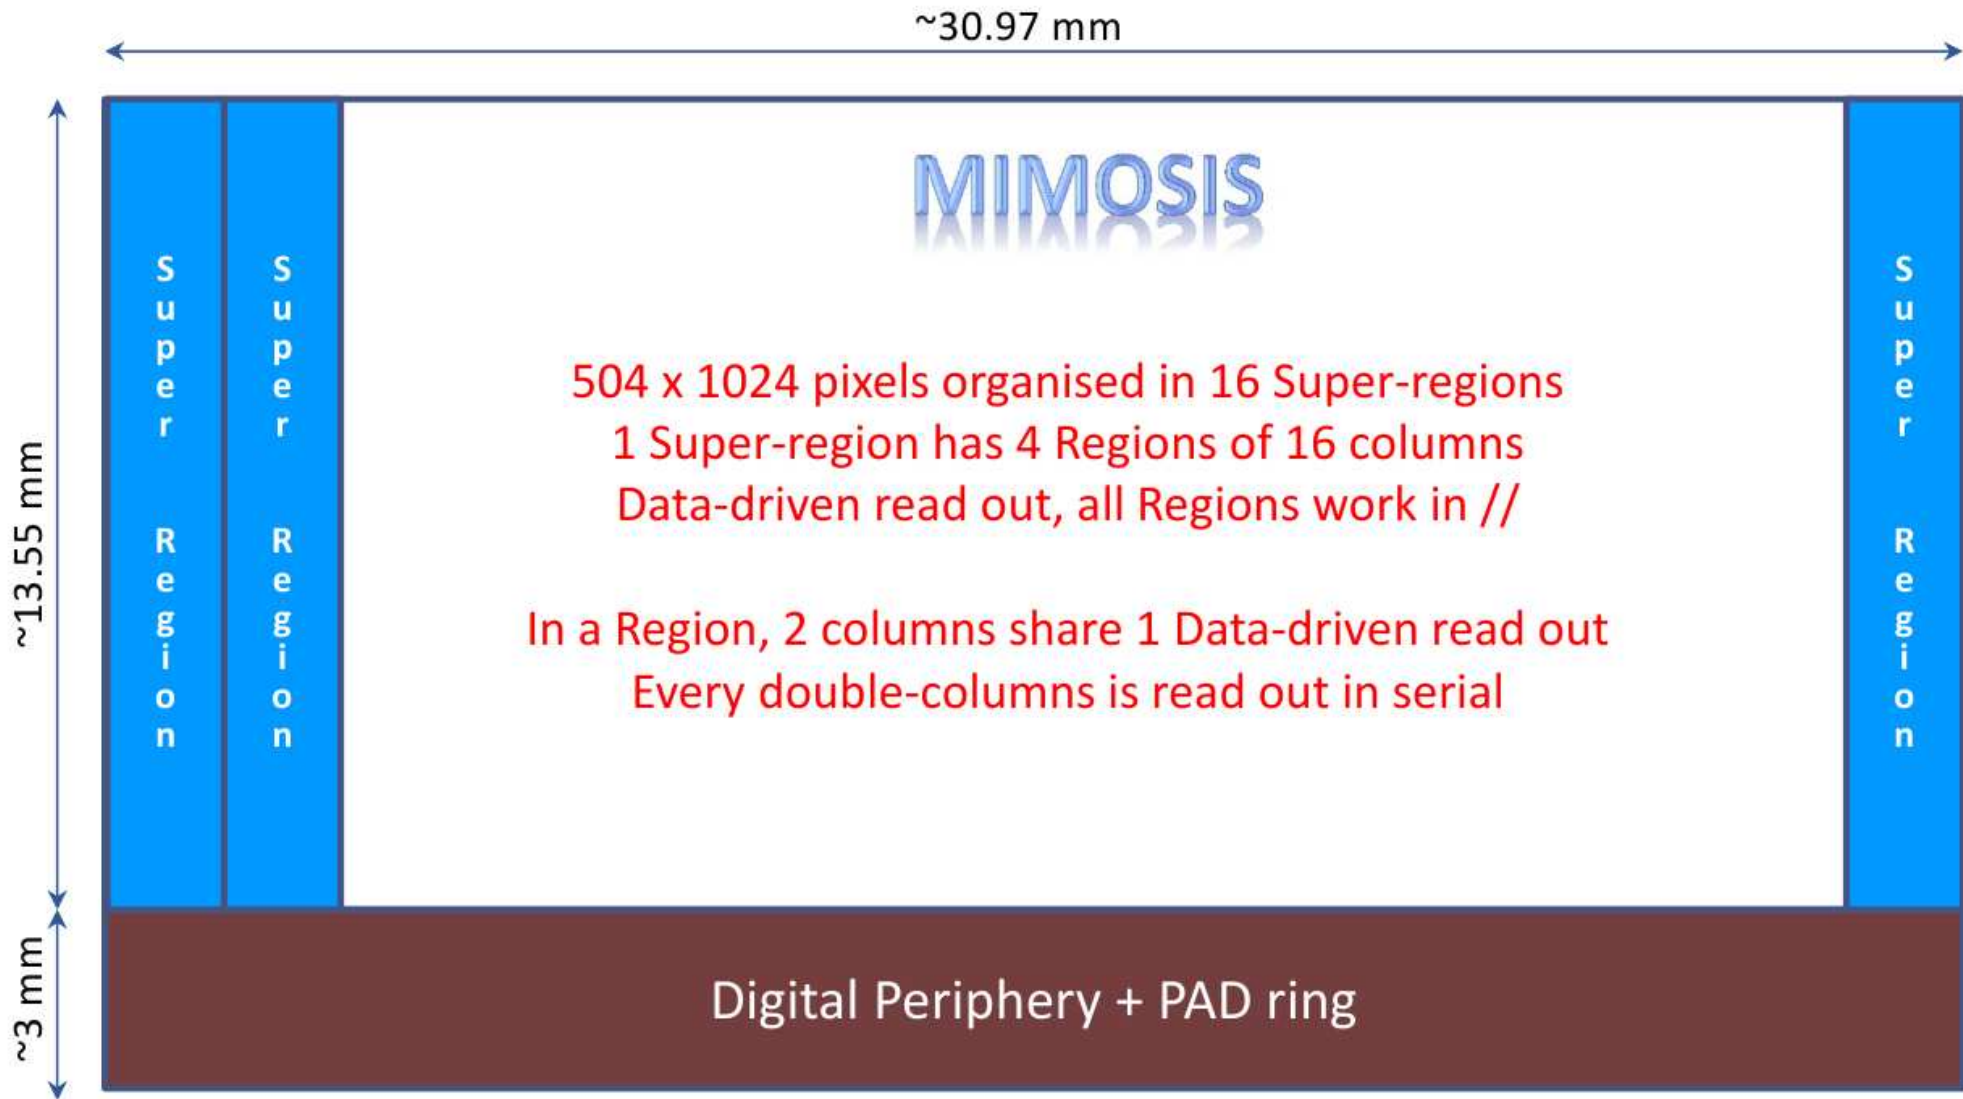 ~30.97 mm
~13.55 mm
~3 mm
Super Region
Super Region
Super Region
MIMOSIS
504 x 1024 pixels organised in 16 Super-regions
1 Super-region has 4 Regions of 16 columns
Data-driven read out, all Regions work in //
In a Region, 2 columns share 1 Data-driven read out
Every double-columns is read out in serial
Digital Periphery + PAD ring